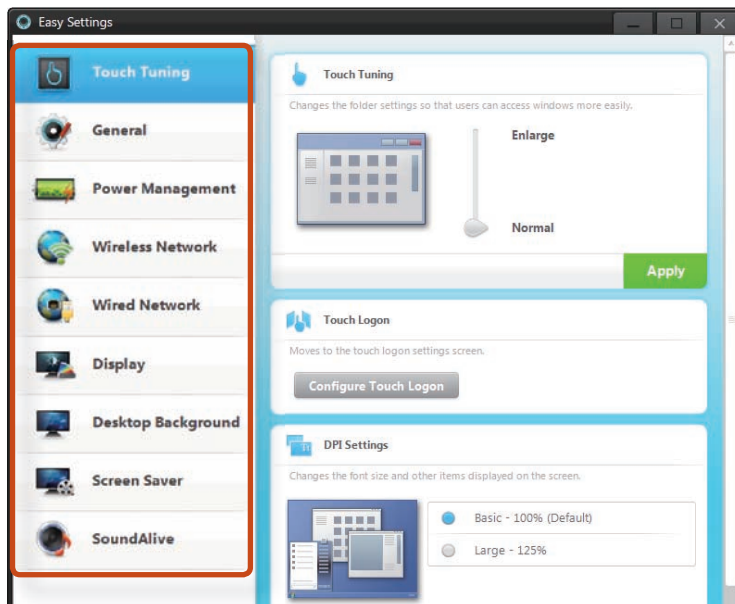 Easy Settings
Touch Tuning
General
Power Management
Wireless Network
Wired Network
Display
Desktop Background
Screen Saver
SoundAlive
Touch Tuning
Changes the folder settings so that users can access windows more easily.
Enlarge
Normal
Apply
Touch Logon
Moves to the touch logon settings screen.
Configure Touch Logon
DPI Settings
Changes the font size and other items displayed on the screen.
Basic - 100% (Default)
Large - 125%